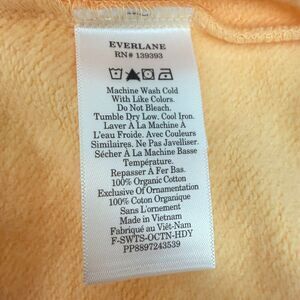 EVERLANE
RN# 139393
Machine Wash Cold
With Like Colors.
Do Not Bleach.
Tumble Dry Low. Cool Iron.
Laver À La Machine À
L'eau Froide. Avec Couleurs
Similaires. Ne Pas Javelliser.
Sécher À La Machine Basse
Température.
Repasser À Fer Bas.
100% Organic Cotton
Exclusive Of Ornamentation
100% Coton Organique
Sans L'ornement
Made in Vietnam
Fabriqué au Viêt-Nam
F-SWTS-OCTN-HDY
PP8897243539